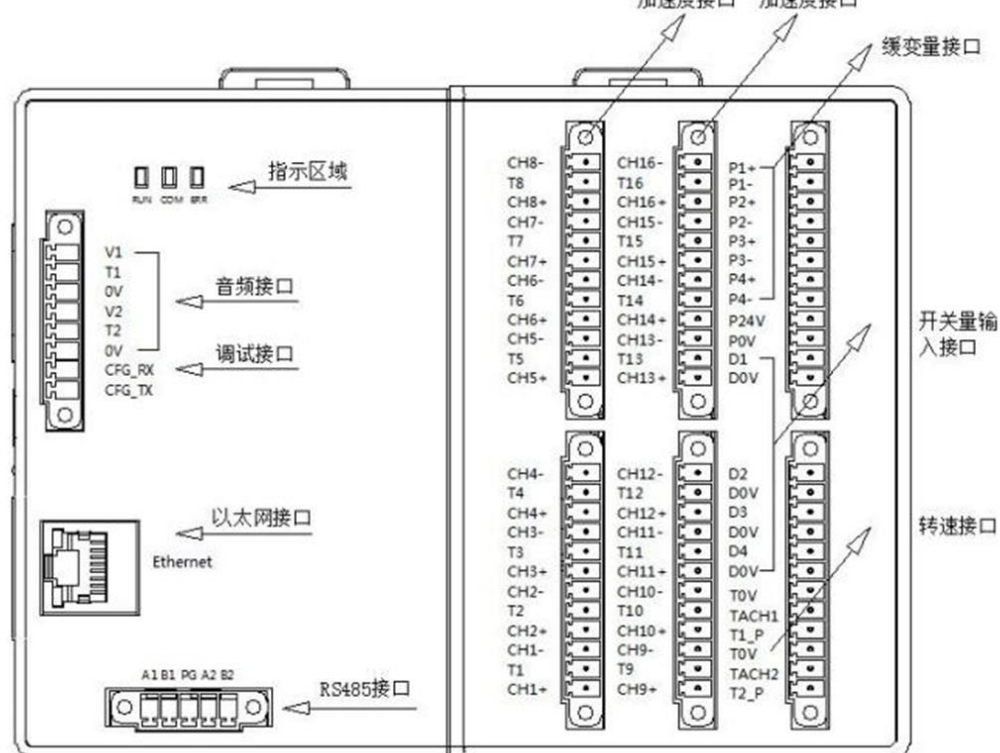 加速度接口
加速度接口
缓变量接口
指示区域
RUN COM ERR
V1
T1
0V
V2
T2
0V
CFG_RX
CFG_TX
音频接口
调试接口
以太网接口
Ethernet
A1 B1 PG A2 B2
RS485接口
CH8-
T8
CH8+
CH7-
T7
CH7+
CH6-
T6
CH6+
CH5-
T5
CH5+
CH16-
T16
CH16+
CH15-
T15
CH15+
CH14-
T14
CH14+
CH13-
T13
CH13+
P1+
P1-
P2+
P2-
P3+
P3-
P4+
P4-
P24V
P0V
D1
D0V
开关量输
入接口
CH4-
T4
CH4+
CH3-
T3
CH3+
CH2-
T2
CH2+
CH1-
T1
CH1+
CH12-
T12
CH12+
CH11-
T11
CH11+
CH10-
T10
CH10+
CH9-
T9
CH9+
D2
D0V
D3
D0V
D4
D0V
T0V
TACH1
T1_P
T0V
TACH2
T2_P
转速接口